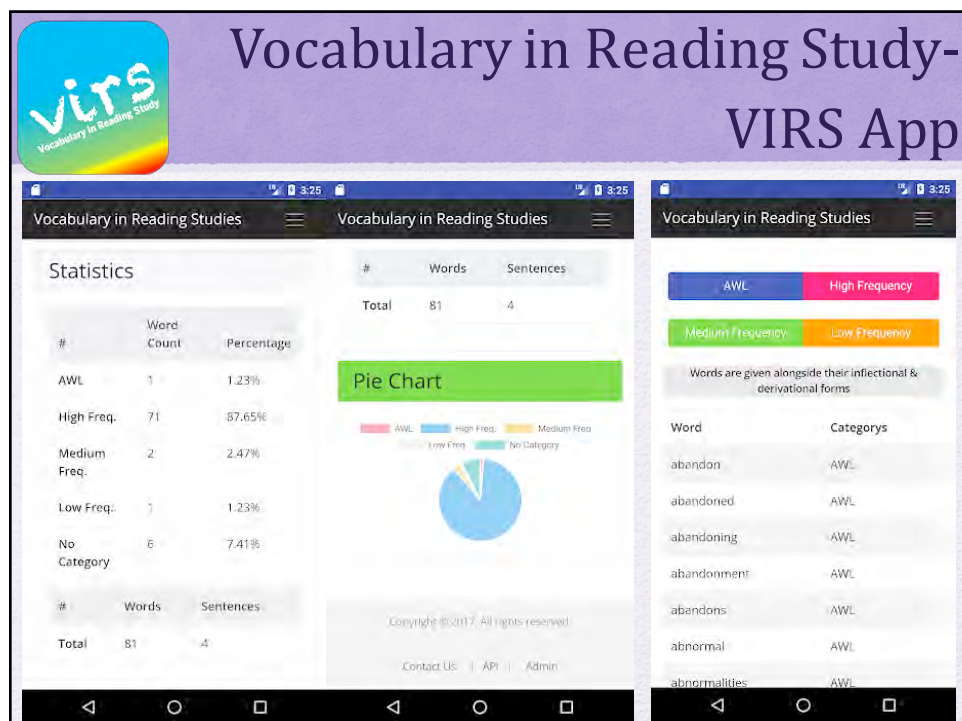 Vocabulary in Reading Study-
VIRS App
virs
Vocabulary in Reading Study
3:25
Vocabulary in Reading Studies
Statistics
# Word Count Percentage
AWL 1 1.23%
High Freq. 71 87.65%
Medium Freq. 2 2.47%
Low Freq. 1 1.23%
No Category 6 7.41%
# Words Sentences
Total 81 4
3:25
Vocabulary in Reading Studies
# Words Sentences
Total 81 4
Pie Chart
AWL High Freq. Medium Freq
Low Freq No Category
Copyright © 2017. All rights reserved.
Contact Us | API | Admin
3:25
Vocabulary in Reading Studies
AWL High Frequency
Medium Frequency Low Frequency
Words are given alongside their inflectional &
derivational forms
Word Categorys
abandon AWL
abandoned AWL
abandoning AWL
abandonment AWL
abandons AWL
abnormal AWL
abnormalities AWL